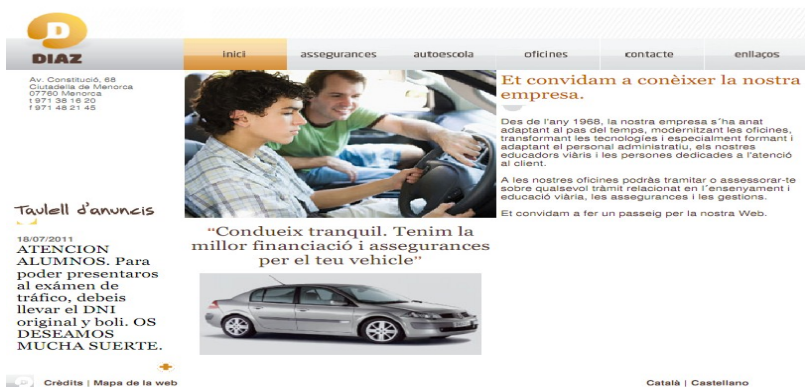 D
DIAZ
inici
assegurances
autoescola
oficines
contacte
enllaços
Av. Constitució, 68
Ciutadella de Menorca
07760 Menorca
t 971 38 16 20
f 971 48 21 45
Et convidam a conèixer la nostra
empresa.
Des de l'any 1968, la nostra empresa s´ha anat
adaptant al pas del temps, modernitzant les oficines,
transformant les tecnologíes i especialment formant i
adaptant el personal administratiu, els nostres
educadors viàris i les persones dedicades a l'atenció
al client.
A les nostres oficines podràs tramitar o assessorar-te
sobre qualsevol tràmit relacionat en l´ensenyament i
educació viària, les assegurances i les gestions.
Et convidam a fer un passeig per la nostra Web.
Taulell d'anuncis
18/07/2011
ATENCION
ALUMNOS. Para
poder presentaros
al exámen de
tráfico, debeis
llevar el DNI
original y boli. OS
DESEAMOS
MUCHA SUERTE.
“Condueix tranquil. Tenim la
millor financiació i assegurances
per el teu vehicle”
Crèdits | Mapa de la web
Català | Castellano